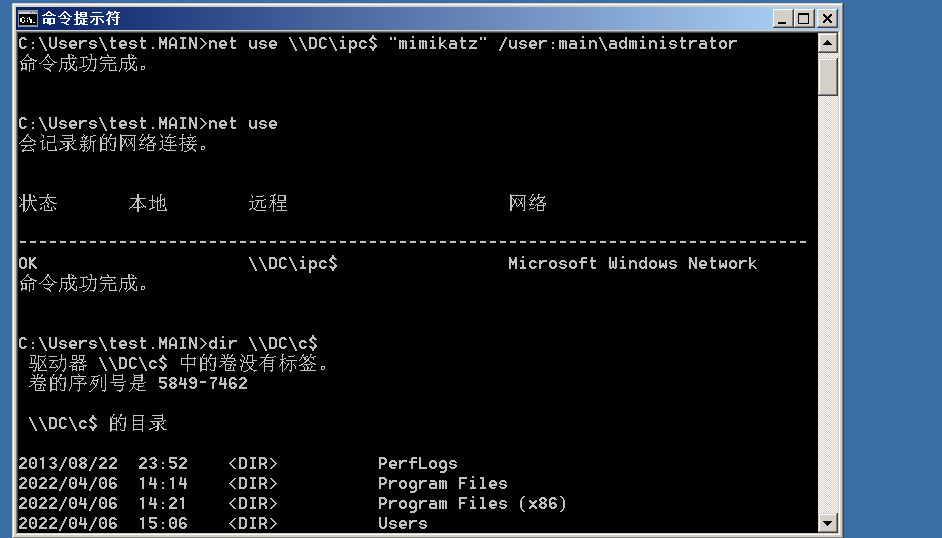 命令提示符
C:\Users\test.MAIN>net use \\DC\ipc$ "mimikatz" /user:main\administrator
命令成功完成。
C:\Users\test.MAIN>net use
会记录新的网络连接。
状态 本地 远程 网络
-------------------------------------------------------------------------------
OK \\DC\ipc$ Microsoft Windows Network
命令成功完成。
C:\Users\test.MAIN>dir \\DC\c$
驱动器 \\DC\c$ 中的卷没有标签。
卷的序列号是 5849-7462
\\DC\c$ 的目录
2013/08/22 23:52 <DIR> PerfLogs
2022/04/06 14:14 <DIR> Program Files
2022/04/06 14:21 <DIR> Program Files (x86)
2022/04/06 15:06 <DIR> Users